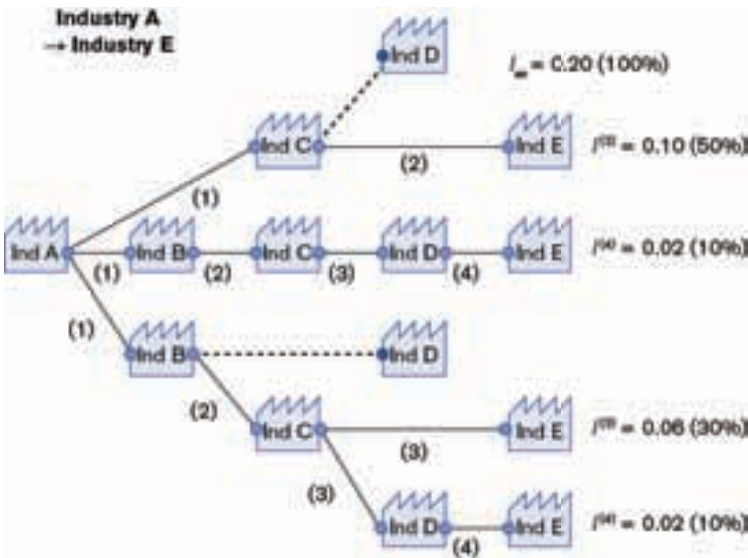 Industry A
→ Industry E
Ind D
= 0.20 (100%)
Ind C
(2)
Ind E
= 0.10 (50%)
(1)
Ind A
(1)
Ind B
(2)
Ind C
(3)
Ind D
(4)
Ind E
= 0.02 (10%)
(1)
Ind B
Ind D
(2)
Ind C
(3)
Ind E
= 0.06 (30%)
(3)
Ind D
(4)
Ind E
= 0.02 (10%)